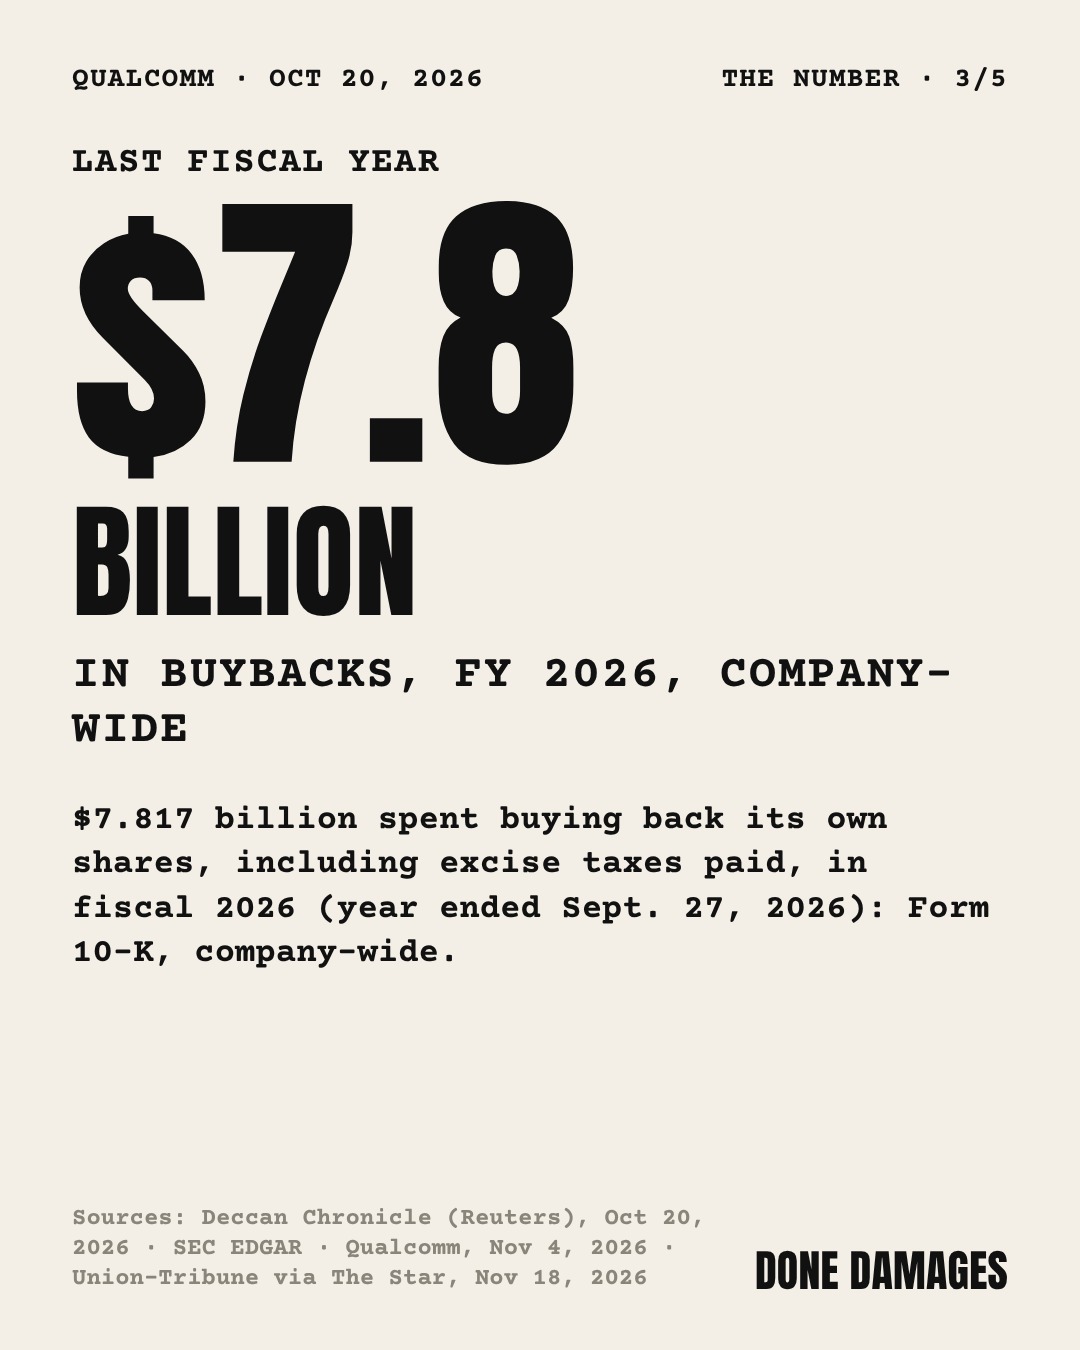 QUALCOMM · OCT 20, 2026
THE NUMBER · 3/5
LAST FISCAL YEAR
$7.8
BILLION
IN BUYBACKS, FY 2026, COMPANY-
WIDE
$7.817 billion spent buying back its own
shares, including excise taxes paid, in
fiscal 2026 (year ended Sept. 27, 2026): Form
10-K, company-wide.
Sources: Deccan Chronicle (Reuters), Oct 20,
2026 · SEC EDGAR · Qualcomm, Nov 4, 2026 ·
Union-Tribune via The Star, Nov 18, 2026
DONE DAMAGES